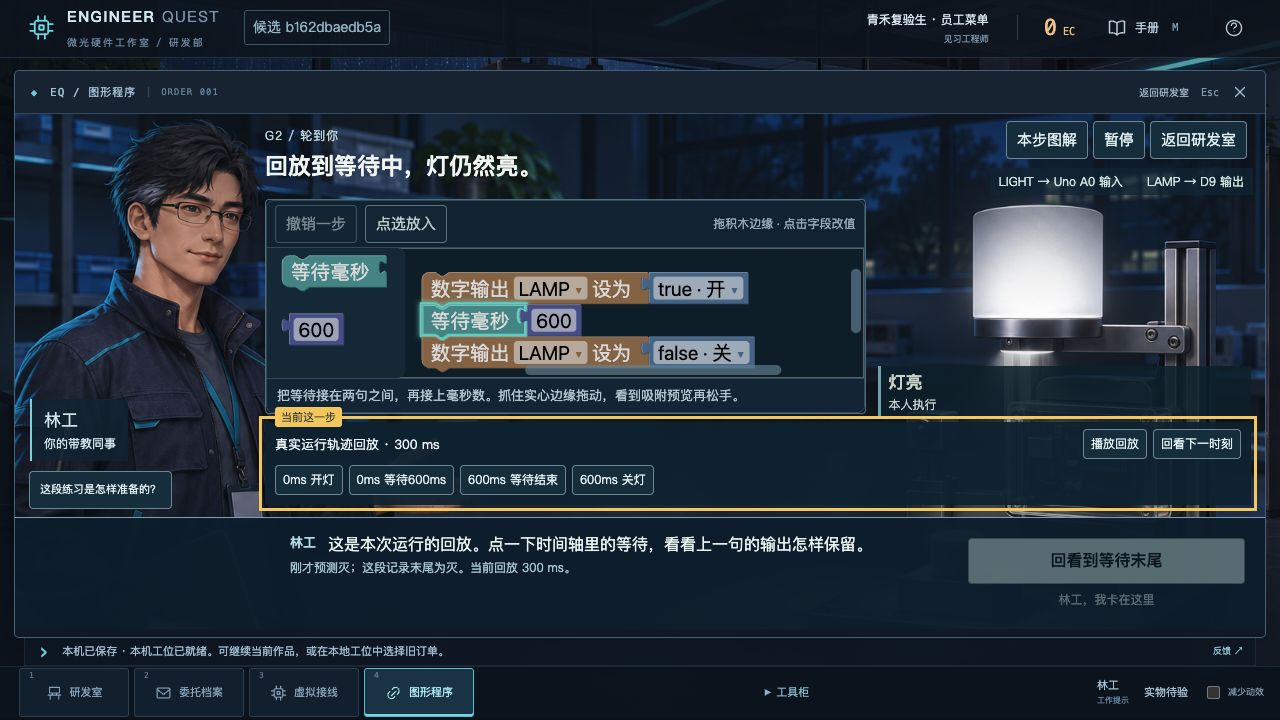 ENGINEER QUEST
微光硬件工作室 / 研发部
候选 b162dbaedb5a
青禾复验生 · 员工菜单
见习工程师
0 EC
手册 M
EQ / 图形程序 ORDER 001
返回研发室 Esc
G2 / 轮到你
回放到等待中，灯仍然亮。
本步图解 暂停 返回研发室
LIGHT → Uno A0 输入 LAMP → D9 输出
撤销一步 点选放入 拖积木边缘 · 点击字段改值
等待毫秒
600
数字输出 LAMP 设为 true · 开
等待毫秒 600
数字输出 LAMP 设为 false · 关
把等待接在两句之间，再接上毫秒数。抓住实心边缘拖动，看到吸附预览再松手。
灯亮
本人执行
林工
你的带教同事
这段练习是怎样准备的？
当前这一步
真实运行轨迹回放 · 300 ms
播放回放 回看下一时刻
0ms 开灯 0ms 等待600ms 600ms 等待结束 600ms 关灯
林工 这是本次运行的回放。点一下时间轴里的等待，看看上一句的输出怎样保留。
刚才预测灭；这段记录末尾为灭。当前回放 300 ms。
回看到等待末尾
林工，我卡在这里
本机已保存 · 本机工位已就绪。可继续当前作品，或在本地工位中选择旧订单。
反馈
1 研发室
2 委托档案
3 虚拟接线
4 图形程序
工具柜
林工
工作提示
实物待验
减少动效